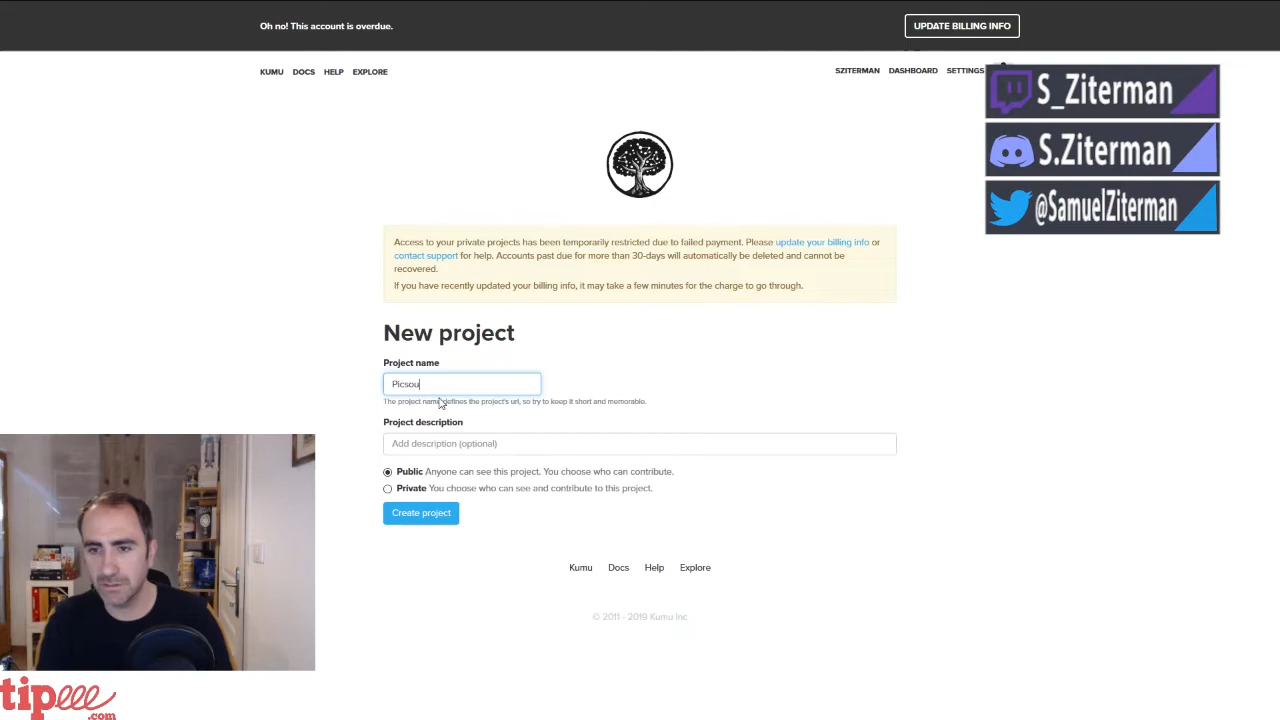 Oh no! This account is overdue.
UPDATE BILLING INFO
KUMU DOCS HELP EXPLORE
SZITERMAN DASHBOARD SETTINGS
S_Ziterman
S.Ziterman
@SamuelZiterman
Access to your private projects has been temporarily restricted due to failed payment. Please update your billing info or
contact support for help. Accounts past due for more than 30-days will automatically be deleted and cannot be
recovered.
If you have recently updated your billing info, it may take a few minutes for the charge to go through.
New project
Project name
Picsou
The project name defines the project's url, so try to keep it short and memorable.
Project description
Add description (optional)
Public Anyone can see this project. You choose who can contribute.
Private You choose who can see and contribute to this project.
Create project
Kumu Docs Help Explore
© 2011 - 2019 Kumu Inc
tipeee
.com